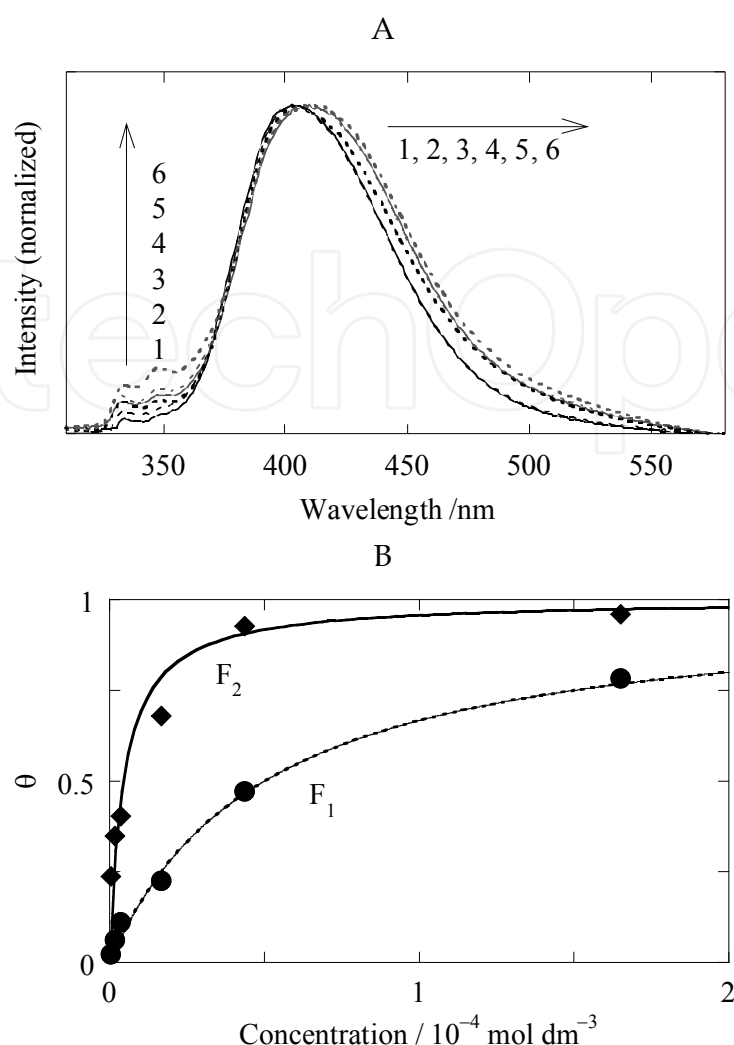 A
Intensity (nornalized)
1, 2, 3, 4, 5, 6
6
5
4
3
2
1
350 400 450 500 550
Wavelength /nm
B
1
0.5
0
θ
F₂
F₁
0 1 2
Concentration / 10⁻⁴ mol dm⁻³